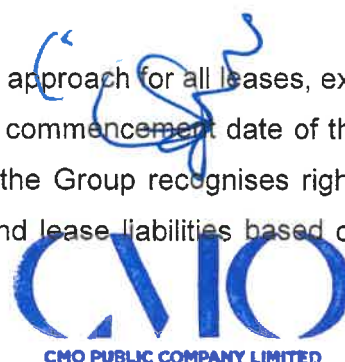 approach for all leases, ex
commencement date of th
the Group recognises righ
nd lease liabilities based o
CMO
CMO PUBLIC COMPANY LIMITED